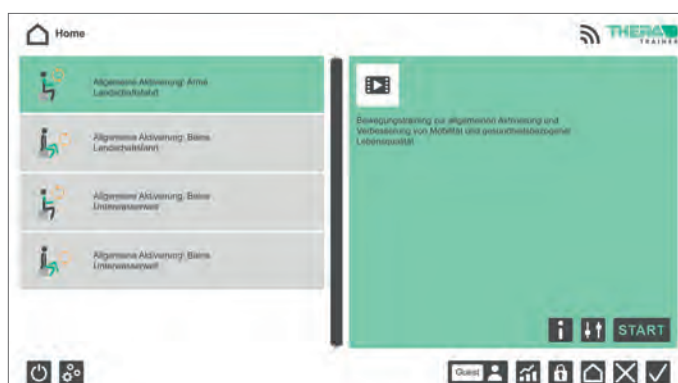 Home
THERA
TRAINER
Allgemeine Aktivierung: Arme
Landschaftsfahrt
Allgemeine Aktivierung: Beine
Landschaftsfahrt
Allgemeine Aktivierung: Beine
Unterwasserwelt
Allgemeine Aktivierung: Beine
Unterwasserwelt
Bewegungstraining zur allgemeinen Aktivierung und
Verbesserung von Mobilität und gesundheitsbezogener
Lebensqualität
START
Guest